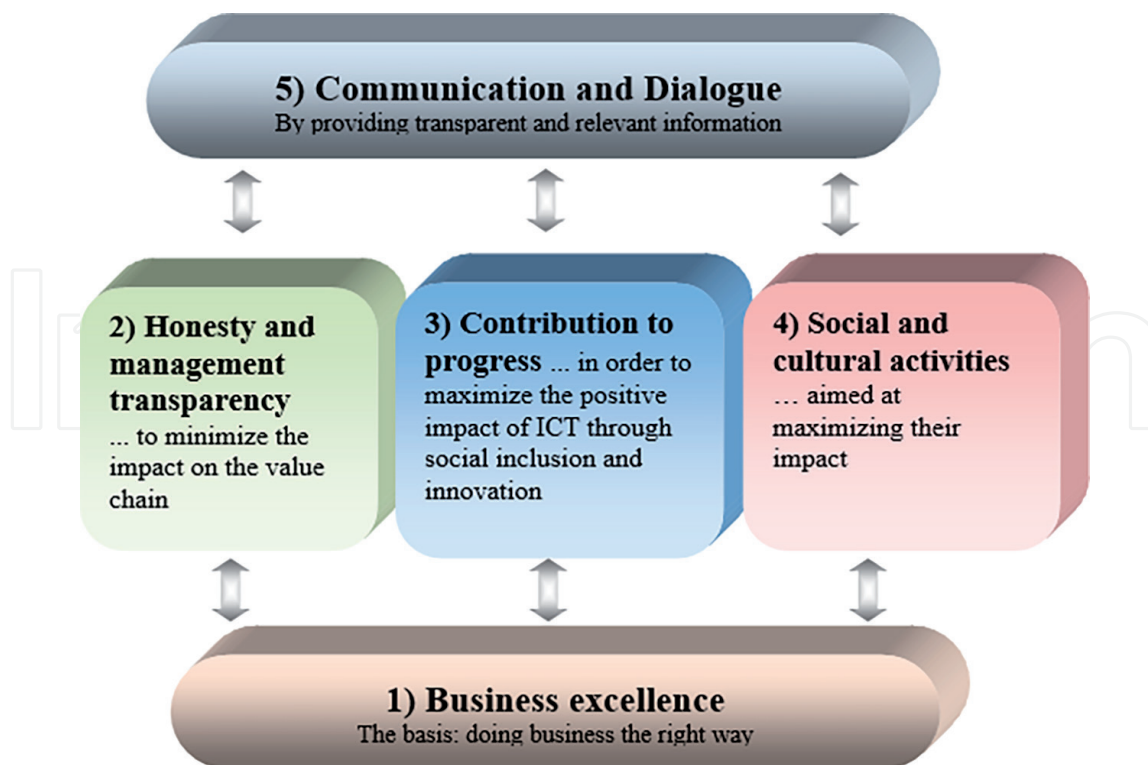 5) Communication and Dialogue
By providing transparent and relevant information
2) Honesty and
management
transparency
... to minimize the
impact on the value
chain
3) Contribution to
progress ... in order to
maximize the positive
impact of ICT through
social inclusion and
innovation
4) Social and
cultural activities
... aimed at
maximizing their
impact
1) Business excellence
The basis: doing business the right way